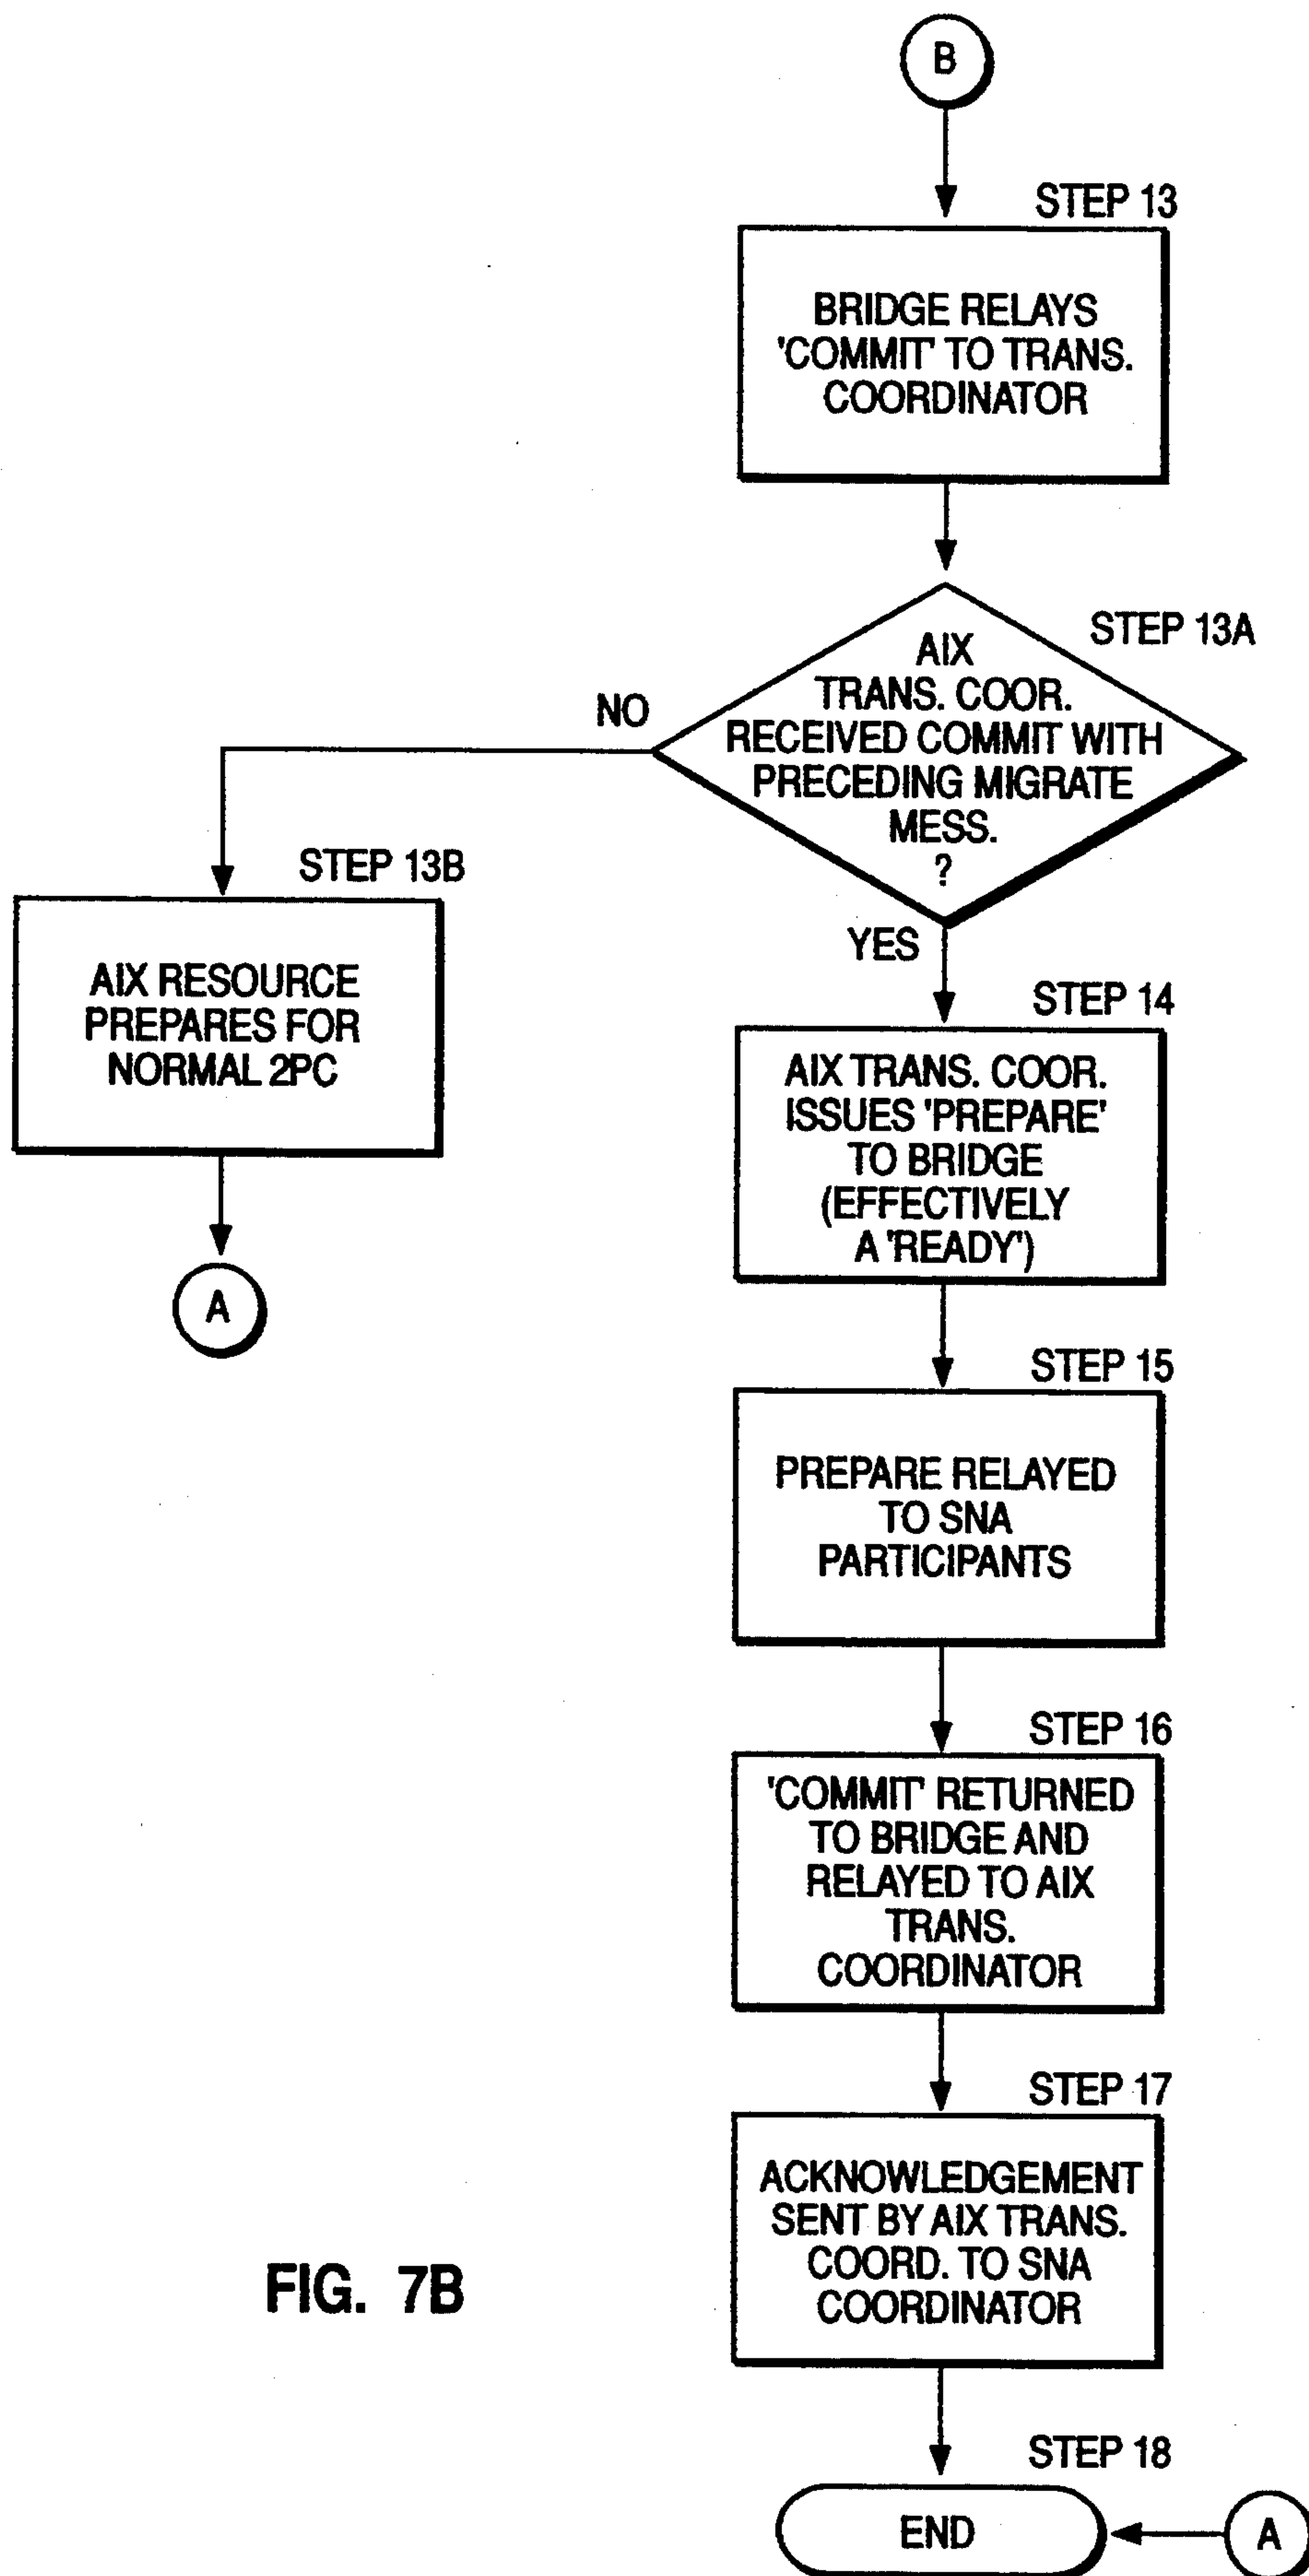 B
STEP 13
BRIDGE RELAYS
'COMMIT' TO TRANS.
COORDINATOR
STEP 13A
AIX
TRANS. COOR.
RECEIVED COMMIT WITH
PRECEDING MIGRATE
MESS.
?
NO
YES
STEP 13B
AIX RESOURCE
PREPARES FOR
NORMAL 2PC
A
STEP 14
AIX TRANS. COOR.
ISSUES 'PREPARE'
TO BRIDGE
(EFFECTIVELY
A 'READY')
STEP 15
PREPARE RELAYED
TO SNA
PARTICIPANTS
STEP 16
'COMMIT' RETURNED
TO BRIDGE AND
RELAYED TO AIX
TRANS.
COORDINATOR
STEP 17
ACKNOWLEDGEMENT
SENT BY AIX TRANS.
COORD. TO SNA
COORDINATOR
STEP 18
END
A
FIG. 7B